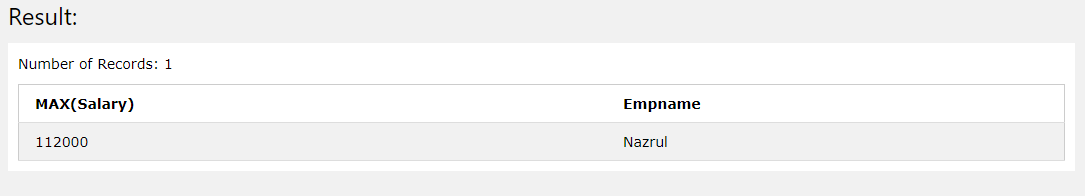 Result:
Number of Records: 1
MAX(Salary) Empname
112000 Nazrul